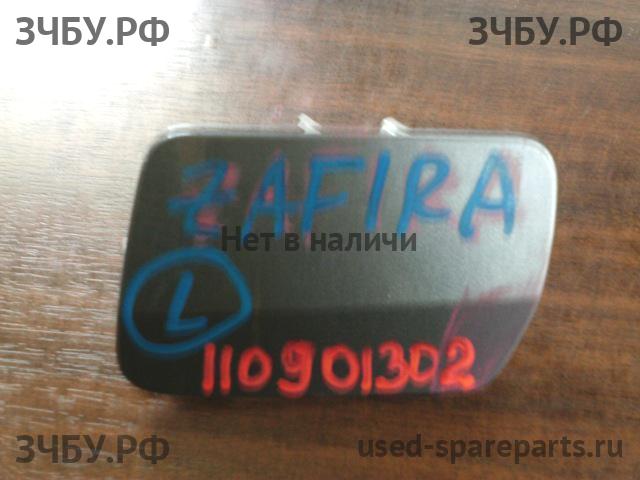 ЗЧБУ.РФ ЗЧБУ.РФ
ZAFIRA
Нет в наличи
L
110901302
ЗЧБУ.РФ used-spareparts.ru